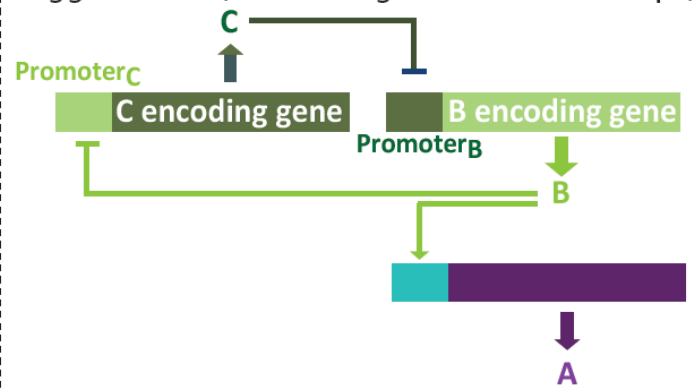 C
Promoter_C
C encoding gene
B encoding gene
Promoter_B
B
A